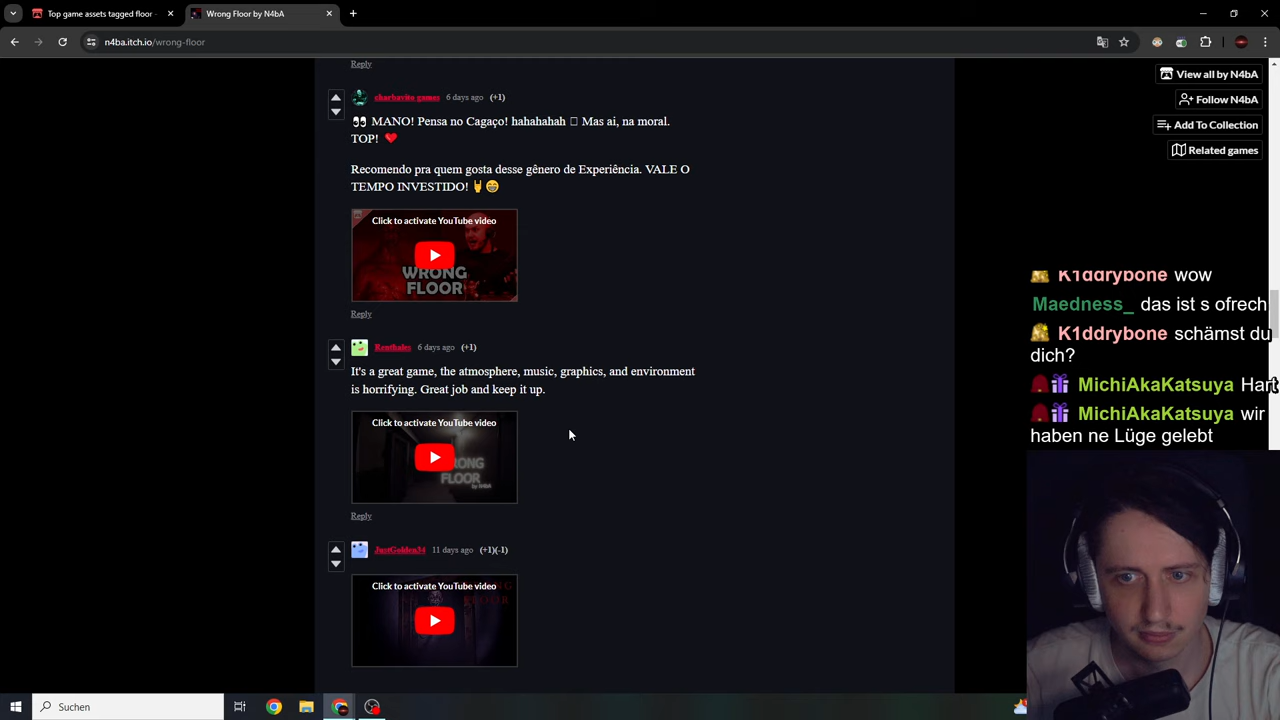 Top game assets tagged floor
Wrong Floor by N4bA
n4ba.itch.io/wrong-floor
View all by N4bA
Follow N4bA
Add To Collection
Related games
Reply
charbavito games 6 days ago (+1)
👀 MANO! Pensa no Cagaço! hahahahah Mas ai, na moral.
TOP! ❤️
Recomendo pra quem gosta desse gênero de Experiência. VALE O
TEMPO INVESTIDO! 🤘😁
Click to activate YouTube video
WRONG
FLOOR
Reply
Renthales 6 days ago (+1)
It's a great game, the atmosphere, music, graphics, and environment
is horrifying. Great job and keep it up.
Click to activate YouTube video
WRONG
FLOOR
by N4bA
Reply
JustGolden34 11 days ago (+1)(-1)
Click to activate YouTube video
K1ddrybone wow
Maedness_ das ist s ofrech
K1ddrybone schämst du
dich?
MichiAkaKatsuya Hart
MichiAkaKatsuya wir
haben ne Lüge gelebt
Suchen